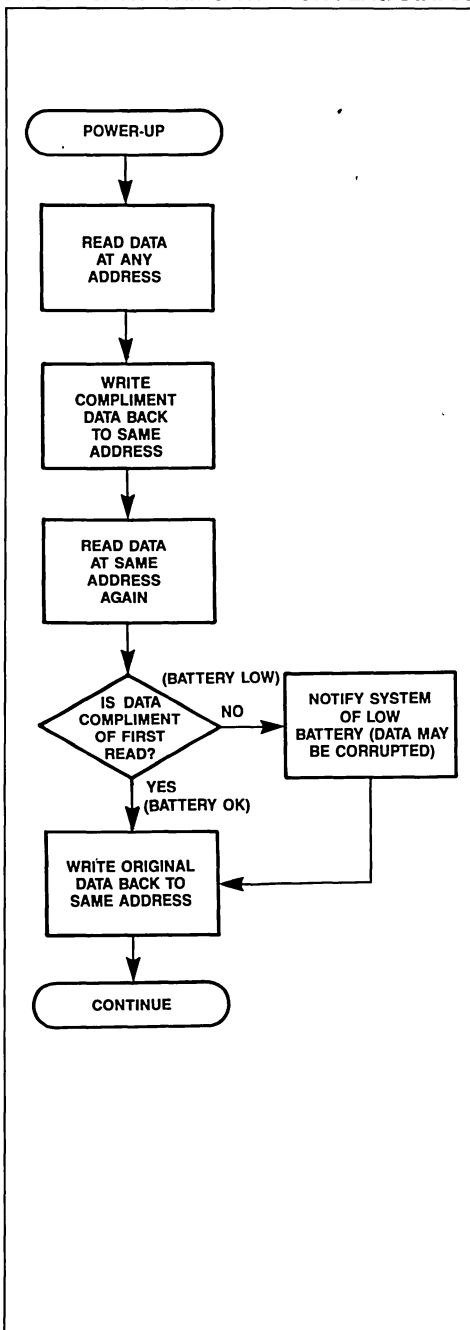 POWER-UP
READ DATA
AT ANY
ADDRESS
WRITE
COMPLIMENT
DATA BACK
TO SAME
ADDRESS
READ DATA
AT SAME
ADDRESS
AGAIN
(BATTERY LOW)
IS DATA
COMPLIMENT
OF FIRST
READ?
NO
NOTIFY SYSTEM
OF LOW
BATTERY (DATA MAY
BE CORRUPTED)
YES
(BATTERY OK)
WRITE ORIGINAL
DATA BACK TO
SAME ADDRESS
CONTINUE